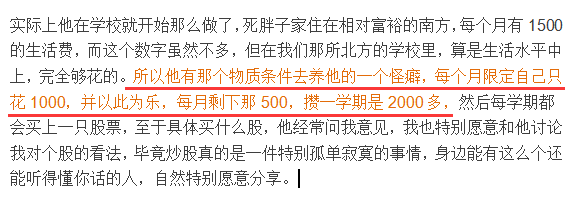 实际上他在学校就开始那么做了，死胖子家住在相对富裕的南方，每个月有 1500
的生活费，而这个数字虽然不多，但在我们那所北方的学校里，算是生活水平中
上，完全够花的。所以他有那个物质条件去养他的一个怪癖，每个月限定自己只
花 1000，并以此为乐，每月剩下那 500，攒一学期是 2000 多，然后每学期都
会买上一只股票，至于具体买什么股，他经常问我意见，我也特别愿意和他讨论
我对个股的看法，毕竟炒股真的是一件特别孤单寂寞的事情，身边能有这么个还
能听得懂你话的人，自然特别愿意分享。